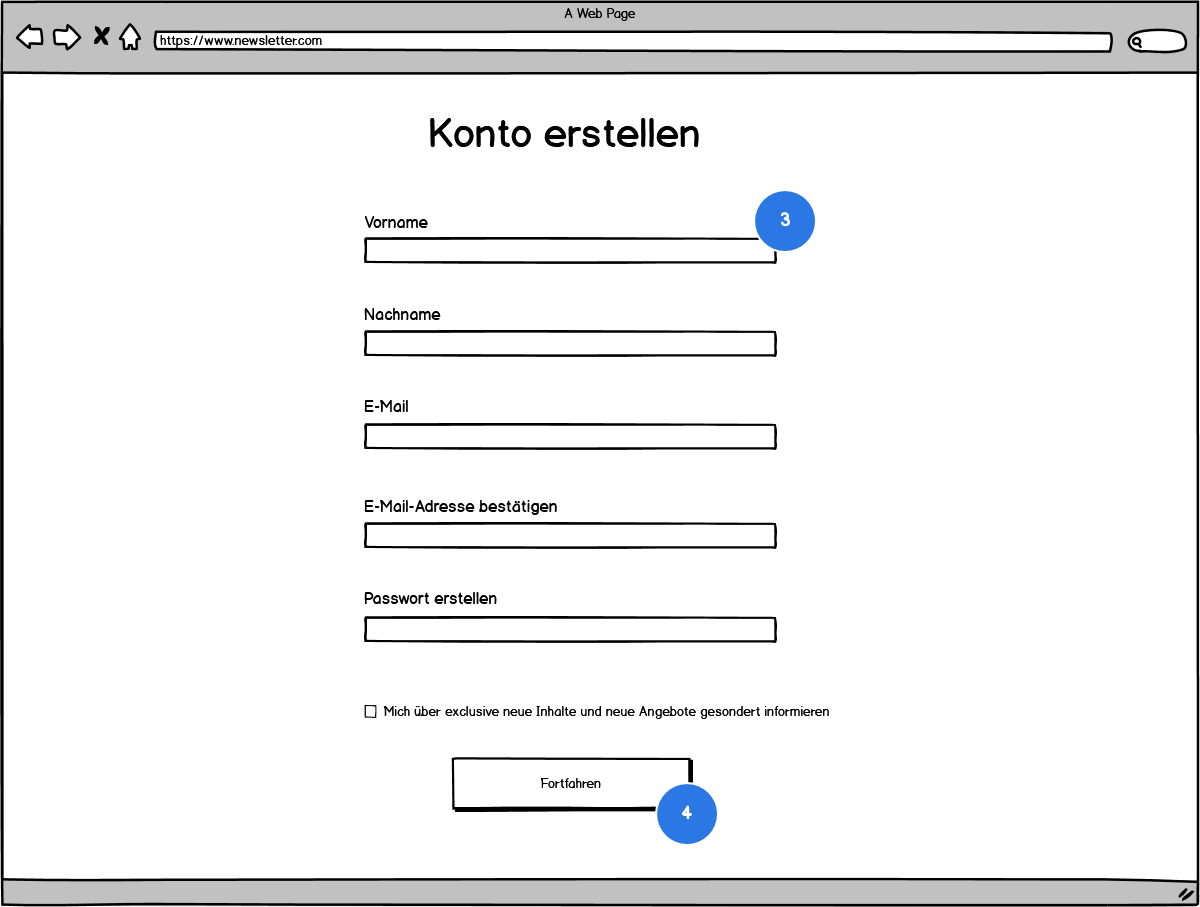 A Web Page
https://www.newsletter.com
Konto erstellen
3
Vorname
Nachname
E-Mail
E-Mail-Adresse bestätigen
Passwort erstellen
Mich über exclusive neue Inhalte und neue Angebote gesondert informieren
Fortfahren
4